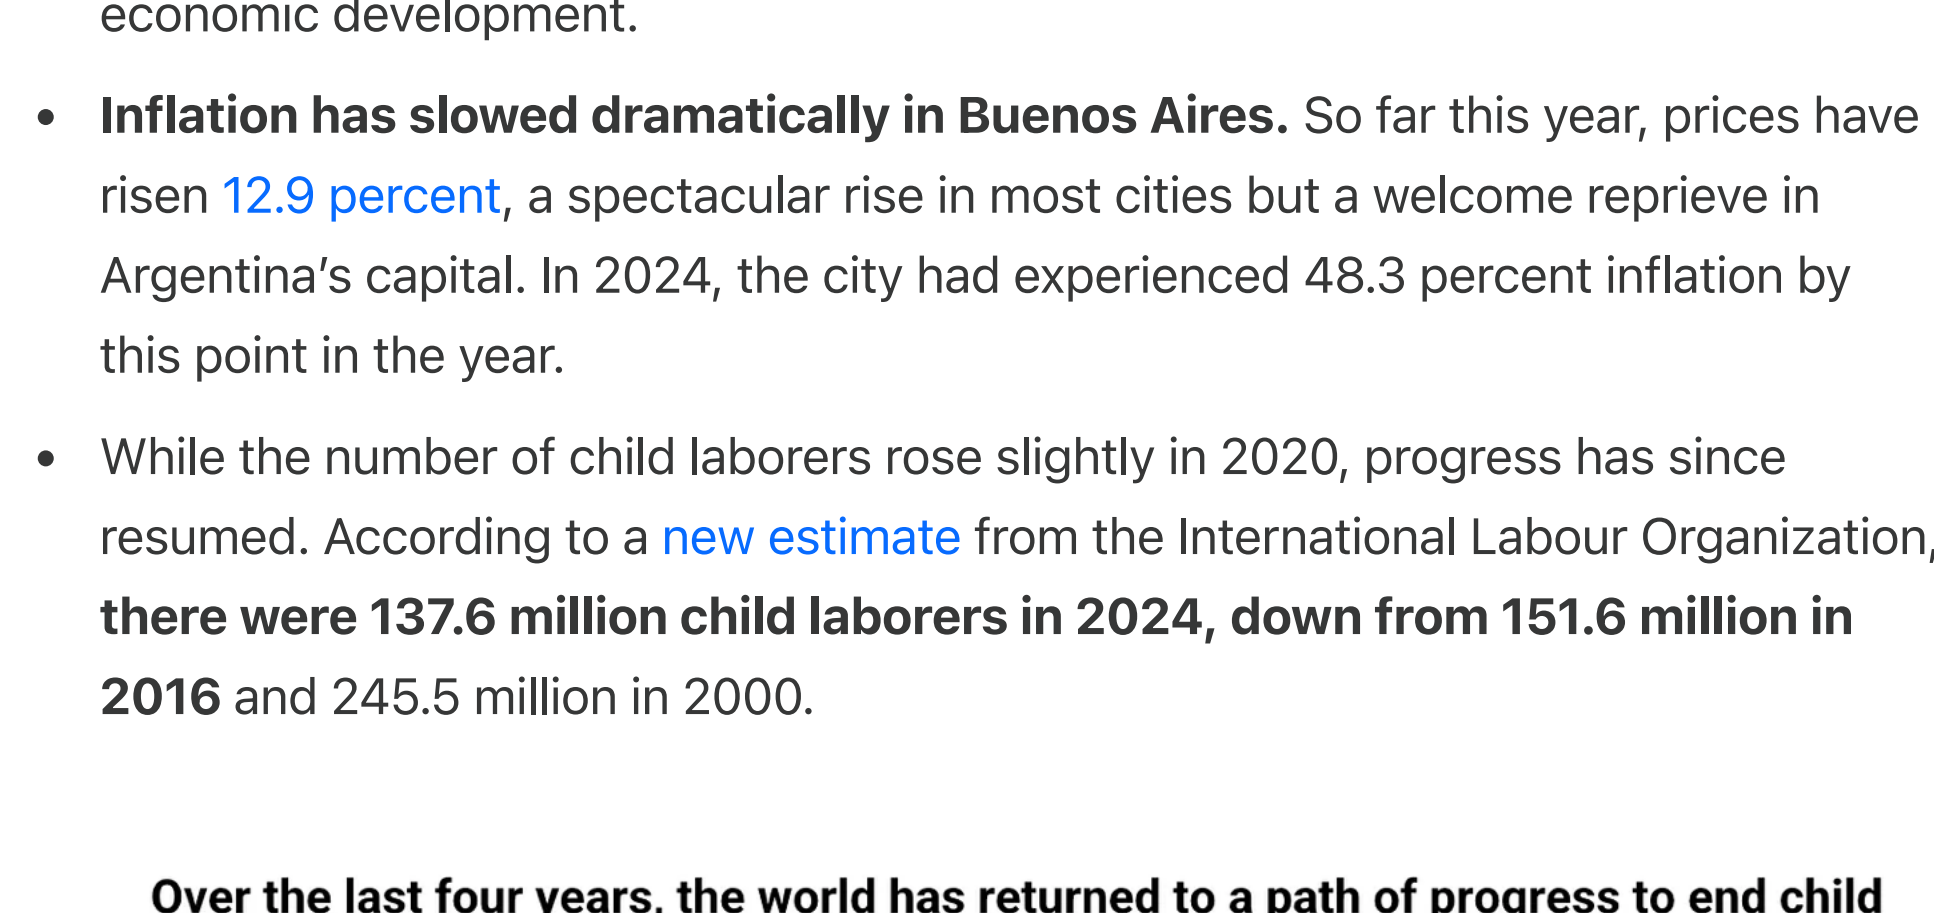 economic development.
• Inflation has slowed dramatically in Buenos Aires. So far this year, prices have
risen 12.9 percent, a spectacular rise in most cities but a welcome reprieve in
Argentina’s capital. In 2024, the city had experienced 48.3 percent inflation by
this point in the year.
• While the number of child laborers rose slightly in 2020, progress has since
resumed. According to a new estimate from the International Labour Organization,
there were 137.6 million child laborers in 2024, down from 151.6 million in
2016 and 245.5 million in 2000.
Over the last four years, the world has returned to a path of progress to end child